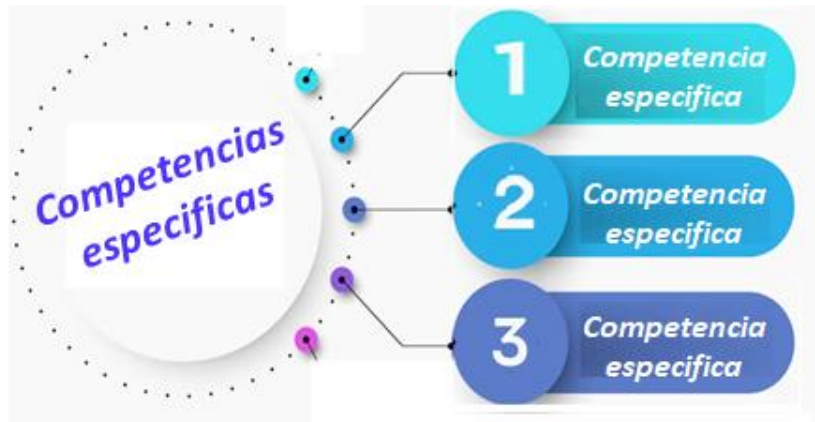 Competencias
especificas
1
Competencia
especifica
2
Competencia
especifica
3
Competencia
especifica